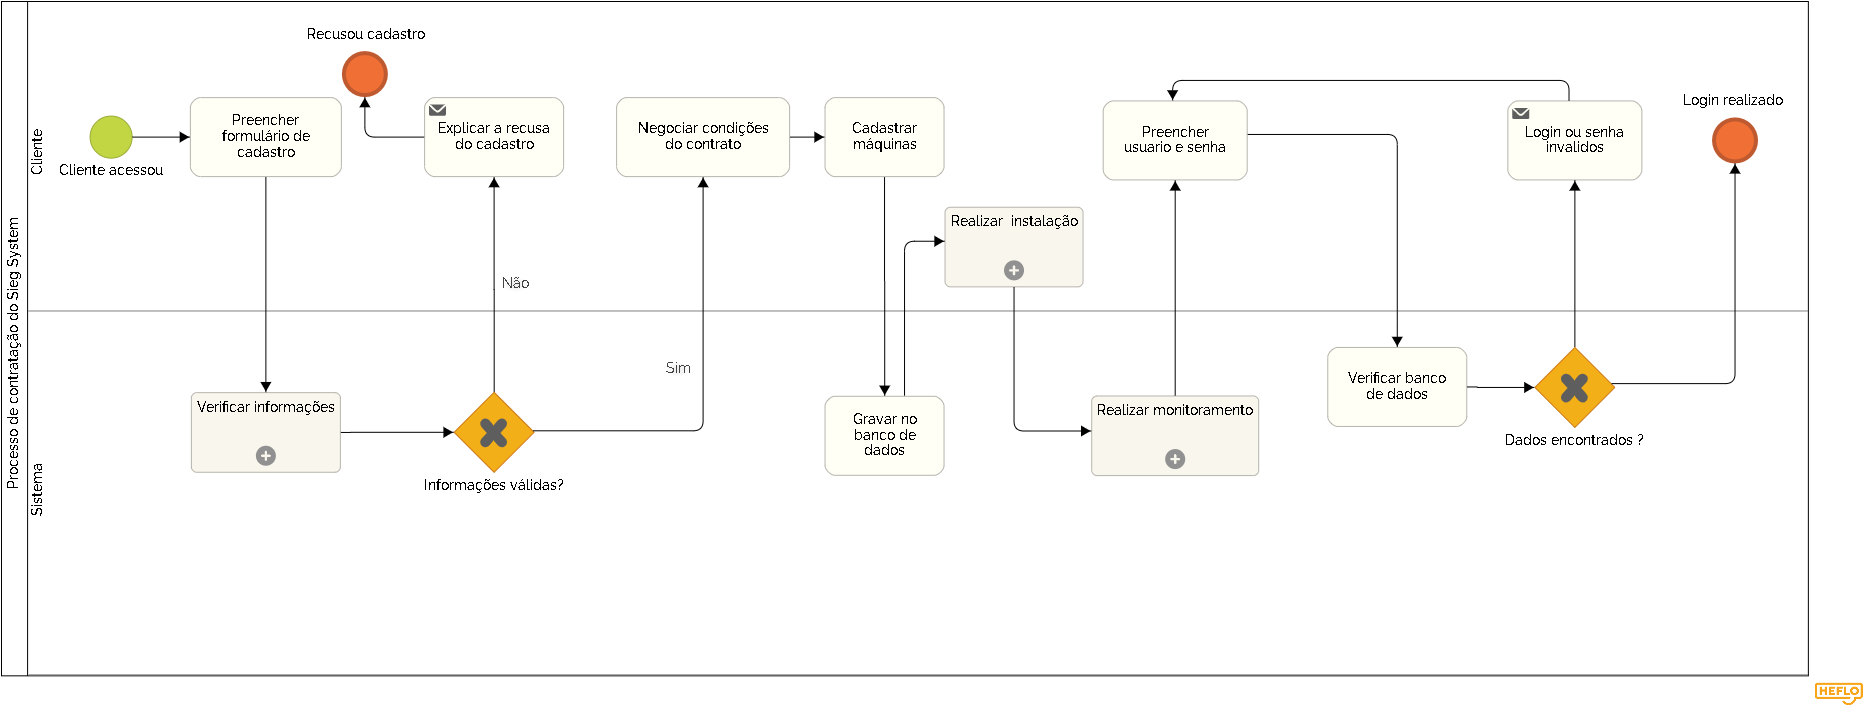 Processo de contratação do Sieg System
Cliente
Sistema
Cliente acessou
Preencher
formulário de
cadastro
Recusou cadastro
Explicar a recusa
do cadastro
Negociar condições
do contrato
Cadastrar
máquinas
Realizar  instalação
Preencher
usuario e senha
Login ou senha
invalidos
Login realizado
Não
Sim
Verificar informações
Informações válidas?
Gravar no
banco de
dados
Realizar monitoramento
Verificar banco
de dados
Dados encontrados ?
HEFLO